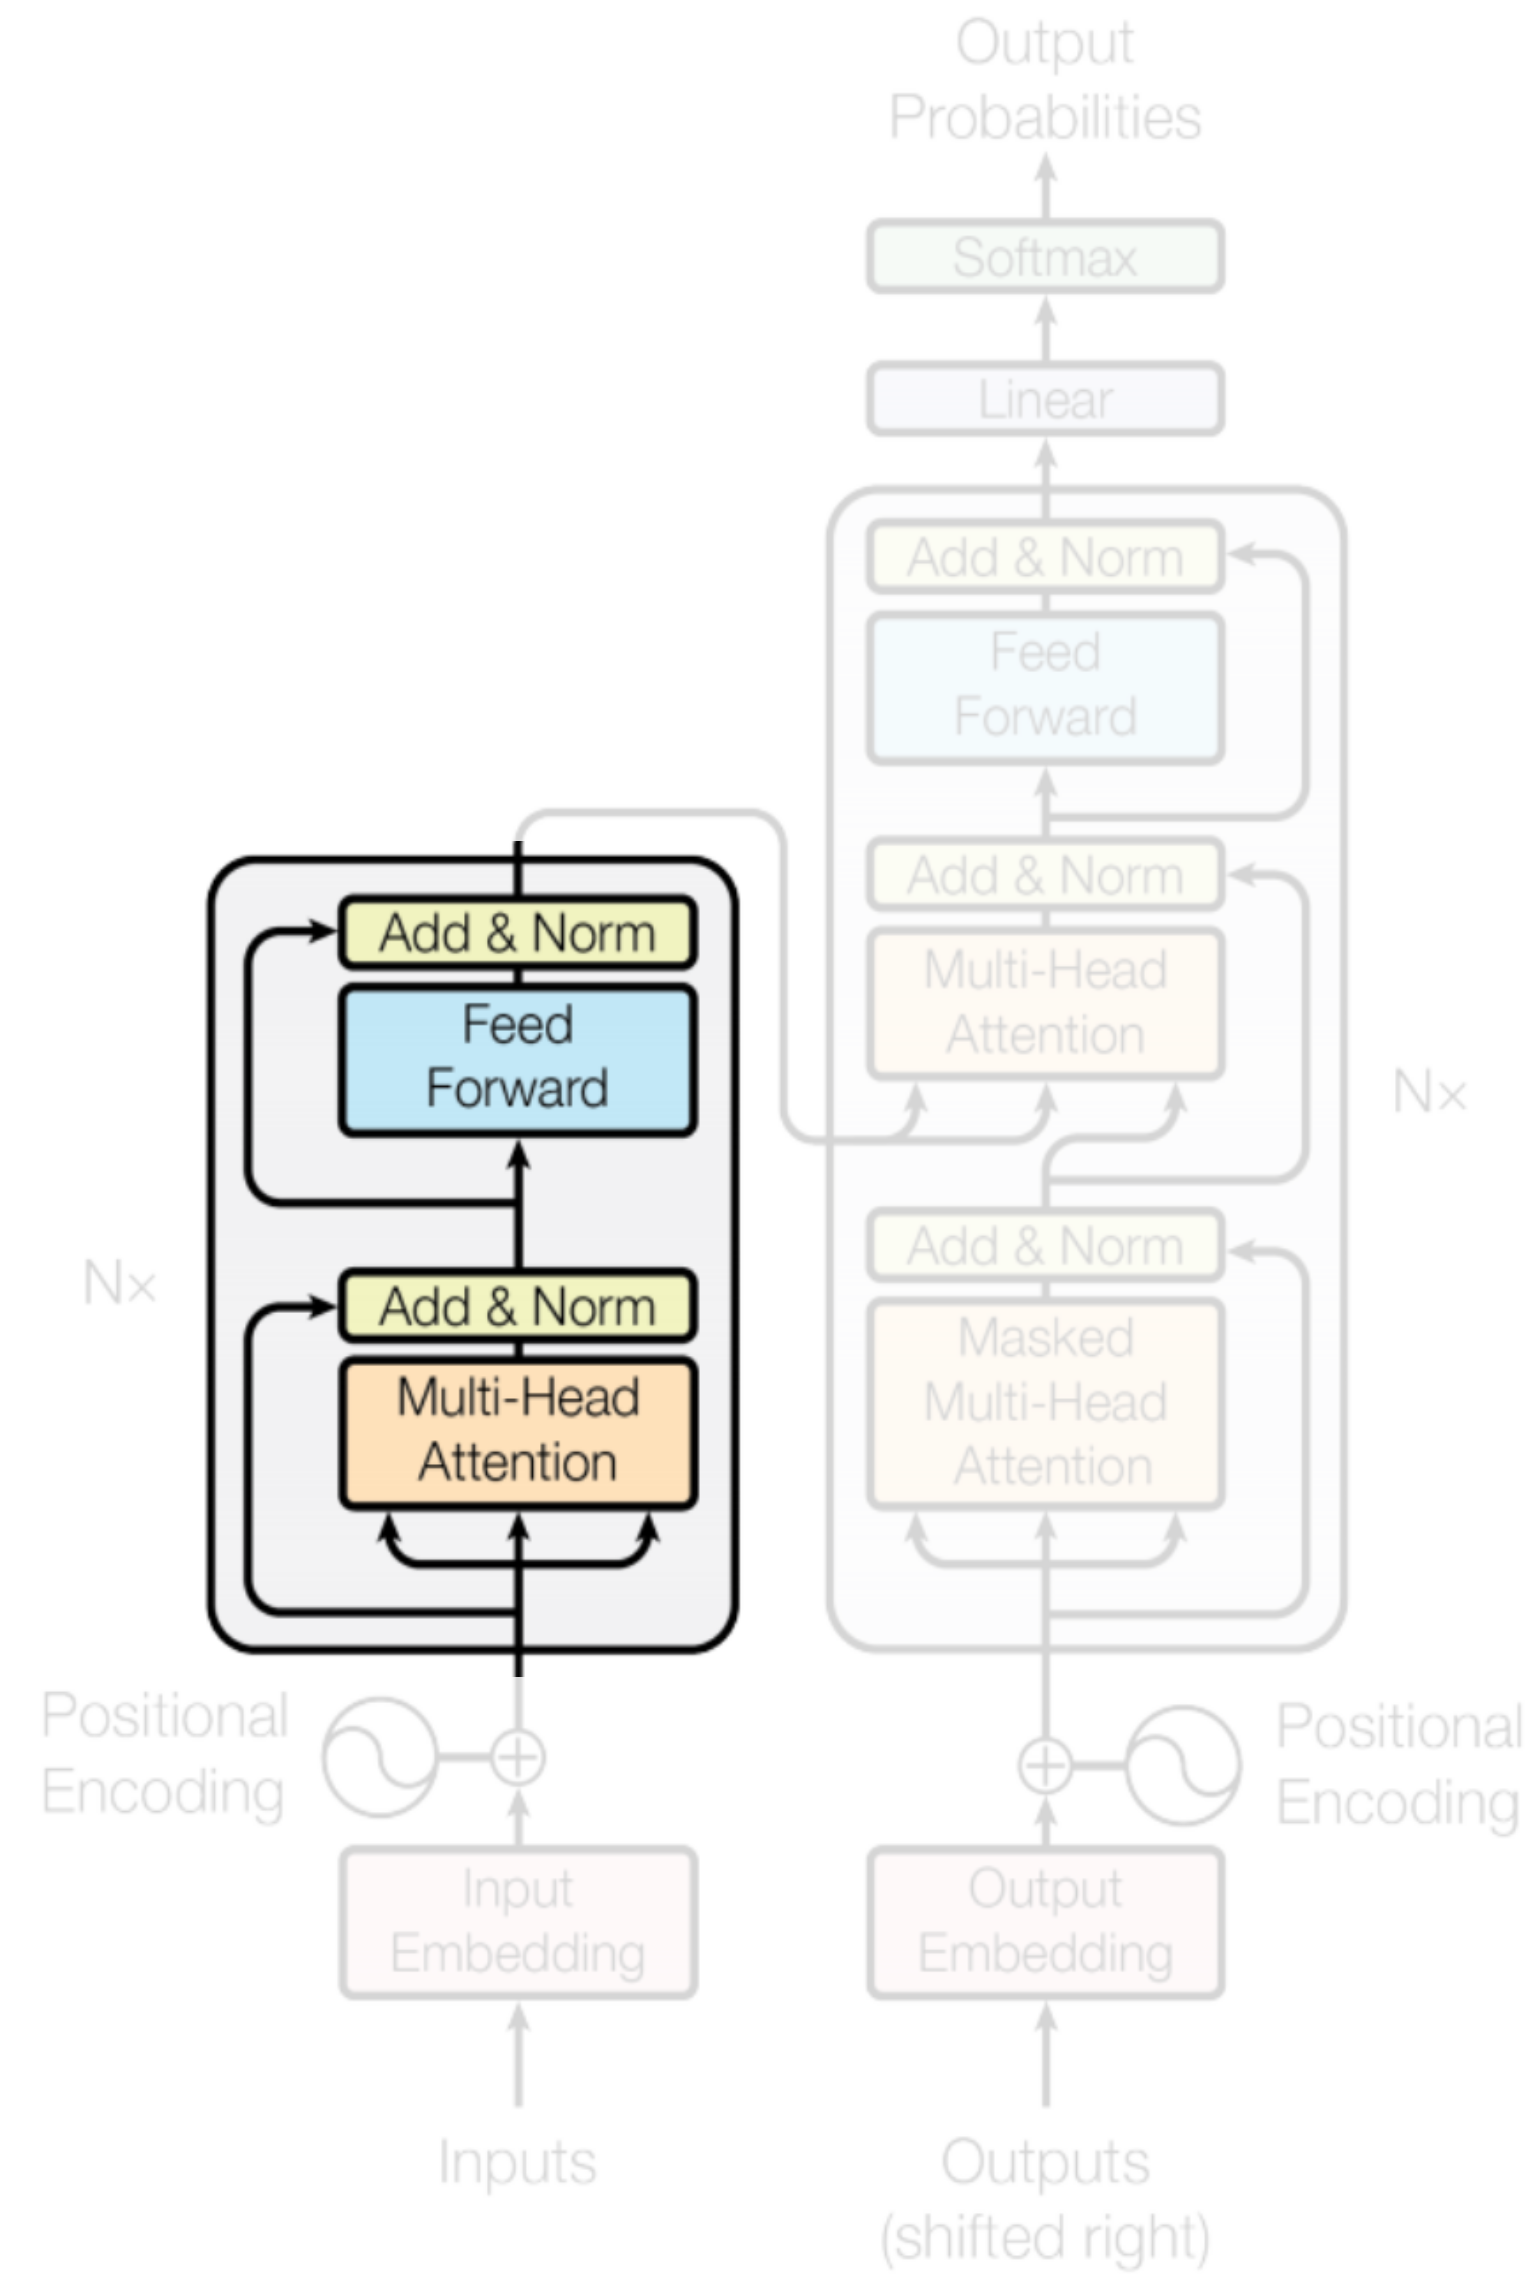 Output
Probabilities
Softmax
Linear
Add & Norm
Feed
Forward
Add & Norm
Multi-Head
Attention
Add & Norm
Masked
Multi-Head
Attention
Nx
Add & Norm
Feed
Forward
Add & Norm
Multi-Head
Attention
Nx
Positional
Encoding
Positional
Encoding
Input
Embedding
Output
Embedding
Inputs
Outputs
(shifted right)